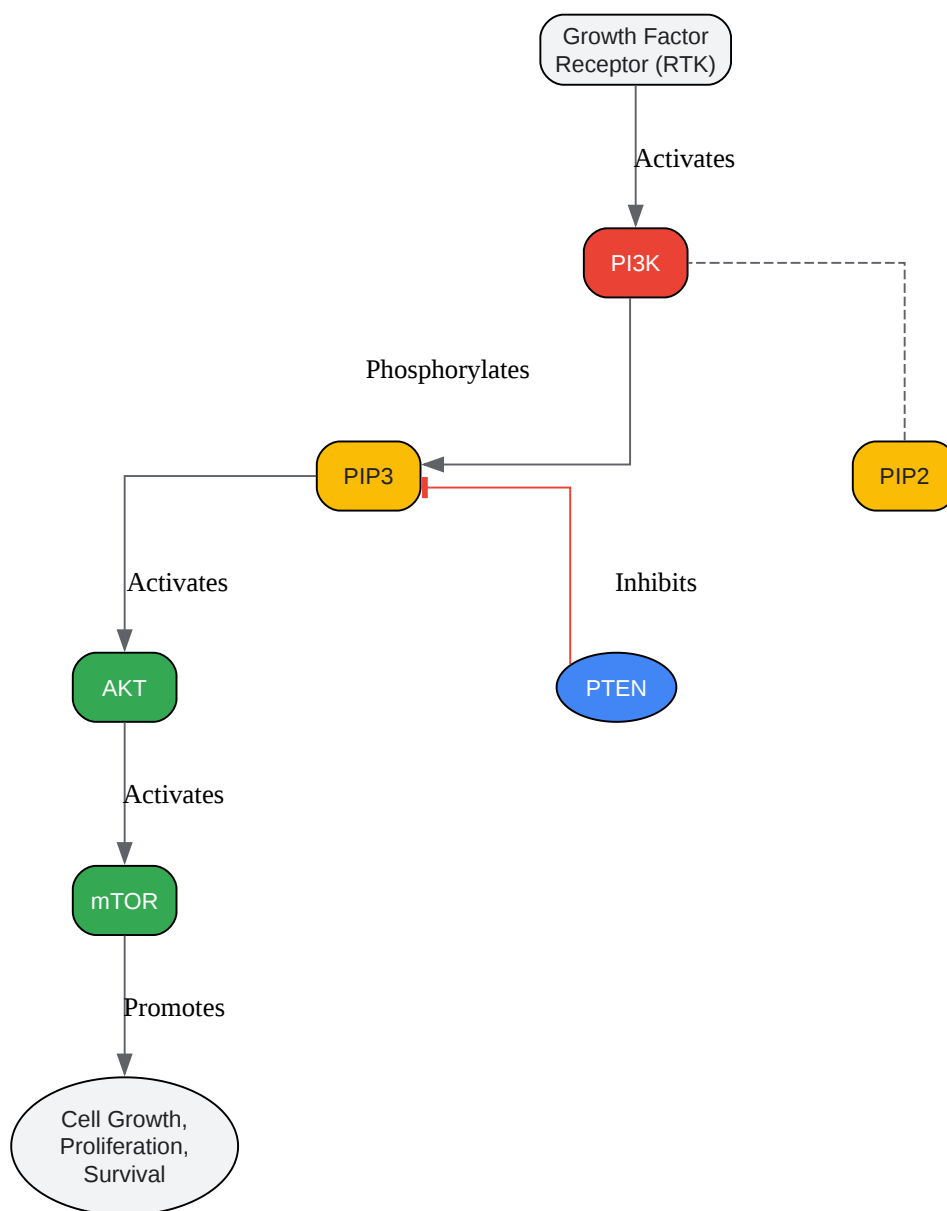 Growth Factor
Receptor (RTK)
Activates
PI3K
Phosphorylates
PIP3
PIP2
Activates
Inhibits
AKT
PTEN
Activates
mTOR
Promotes
Cell Growth,
Proliferation,
Survival